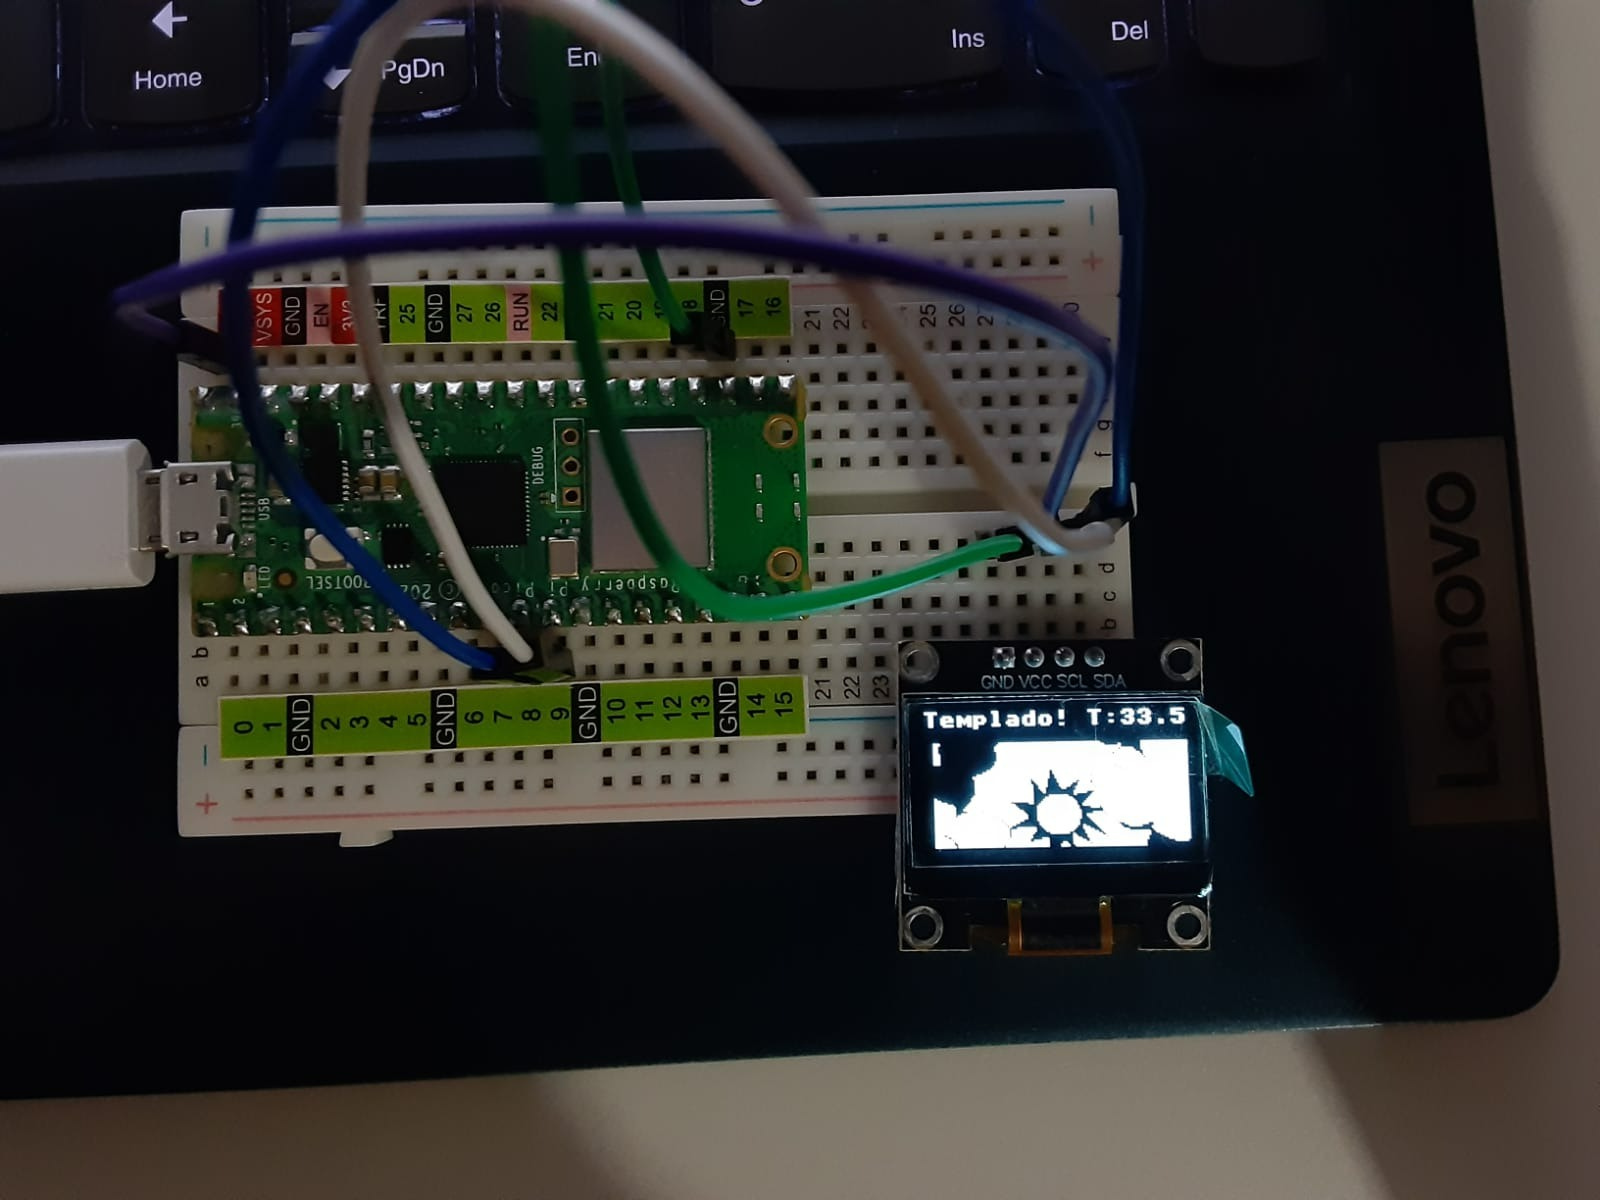 Home
PgDn
Ins
Del
VSYS
GND
EN
25
GND
27
26
RUN
22
21
20
GND
17
16
21
22
25
26
g
f
DEBUG
USB
LED
BOOTSEL
Raspberry Pi Pico
1
2
d
c
b
b
a
0
1
GND
2
3
4
5
GND
6
7
8
9
GND
10
11
12
13
GND
14
15
21
22
23
GND VCC SCL SDA
Templado! T:33.5
Lenovo